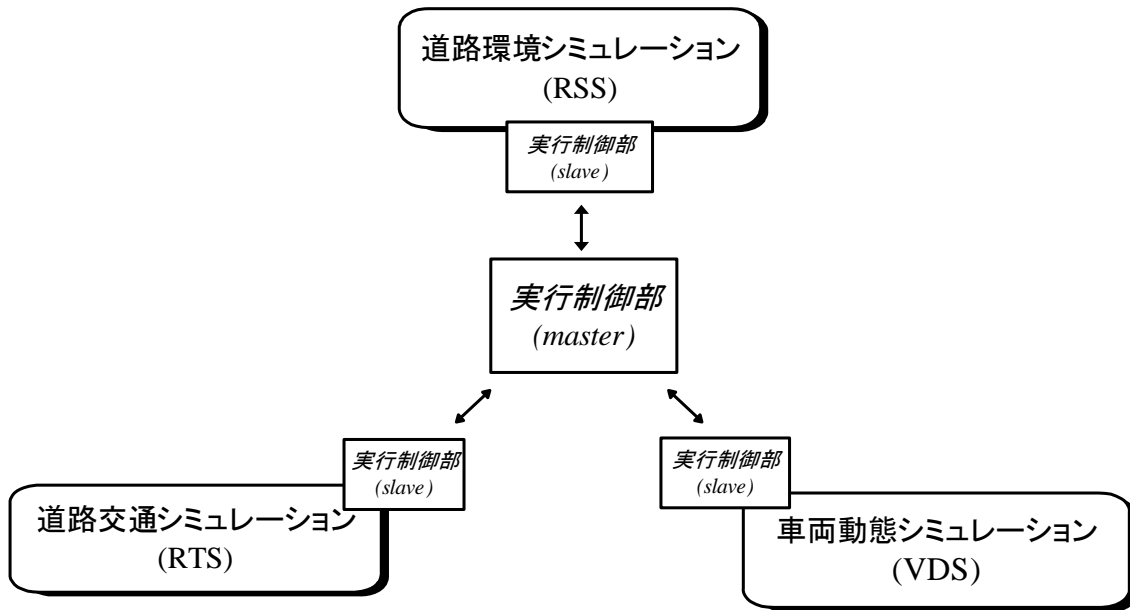 道路環境シミュレーション
(RSS)
実行制御部
(slave)
実行制御部
(master)
実行制御部
(slave)
道路交通シミュレーション
(RTS)
実行制御部
(slave)
車両動態シミュレーション
(VDS)